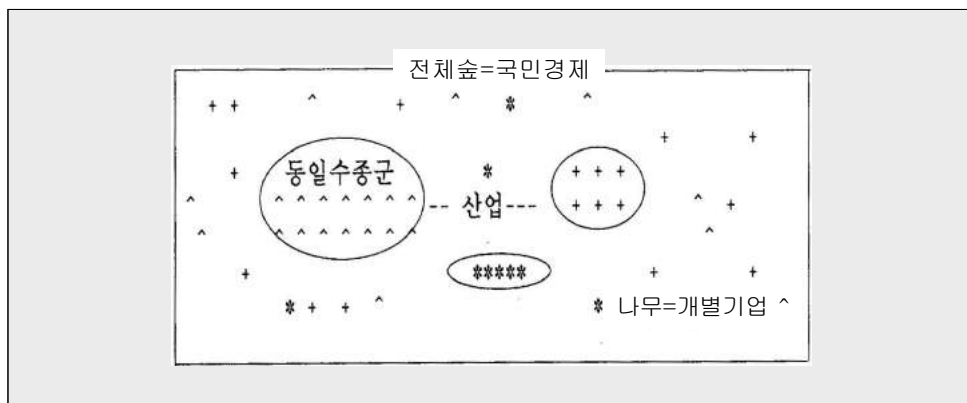 전체숲=국민경제
+ + ^ + ^ * ^
+ +
+ 동일수종군 * + + +
^ ^ ^ ^ ^ ^ ^ ^ -- 산업--- + + + ^ +
^ ^ ^ ^ ^ ^ ^ ^ ^
+ ***** + +
* + + ^ * 나무=개별기업 ^